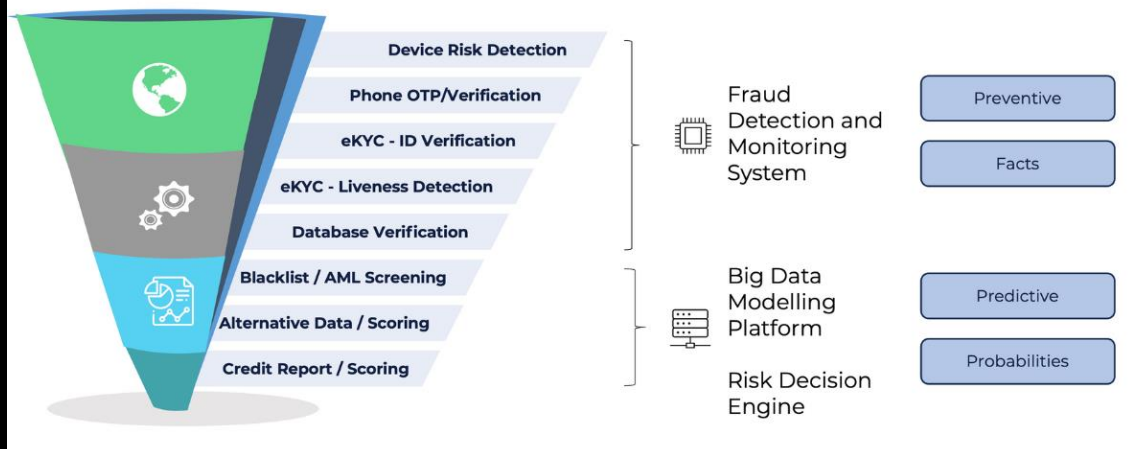 Device Risk Detection
Phone OTP/Verification
eKYC - ID Verification
eKYC - Liveness Detection
Database Verification
Blacklist / AML Screening
Alternative Data / Scoring
Credit Report / Scoring
Fraud
Detection and
Monitoring
System
Preventive
Facts
Big Data
Modelling
Platform
Risk Decision
Engine
Predictive
Probabilities